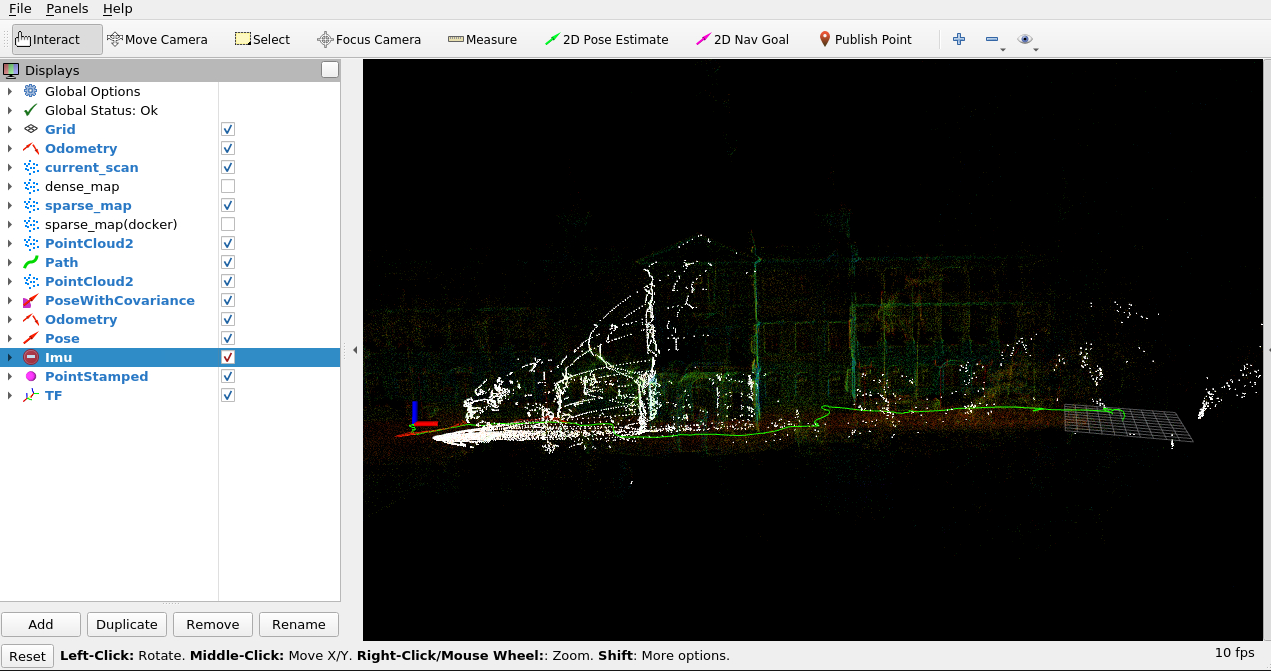 File Panels Help
Interact Move Camera Select Focus Camera Measure 2D Pose Estimate 2D Nav Goal Publish Point
Displays
Global Options
Global Status: Ok
Grid
Odometry
current_scan
dense_map
sparse_map
sparse_map(docker)
PointCloud2
Path
PointCloud2
PoseWithCovariance
Odometry
Pose
Imu
PointStamped
TF
Add Duplicate Remove Rename
Reset Left-Click: Rotate. Middle-Click: Move X/Y. Right-Click/Mouse Wheel:: Zoom. Shift: More options. 10 fps